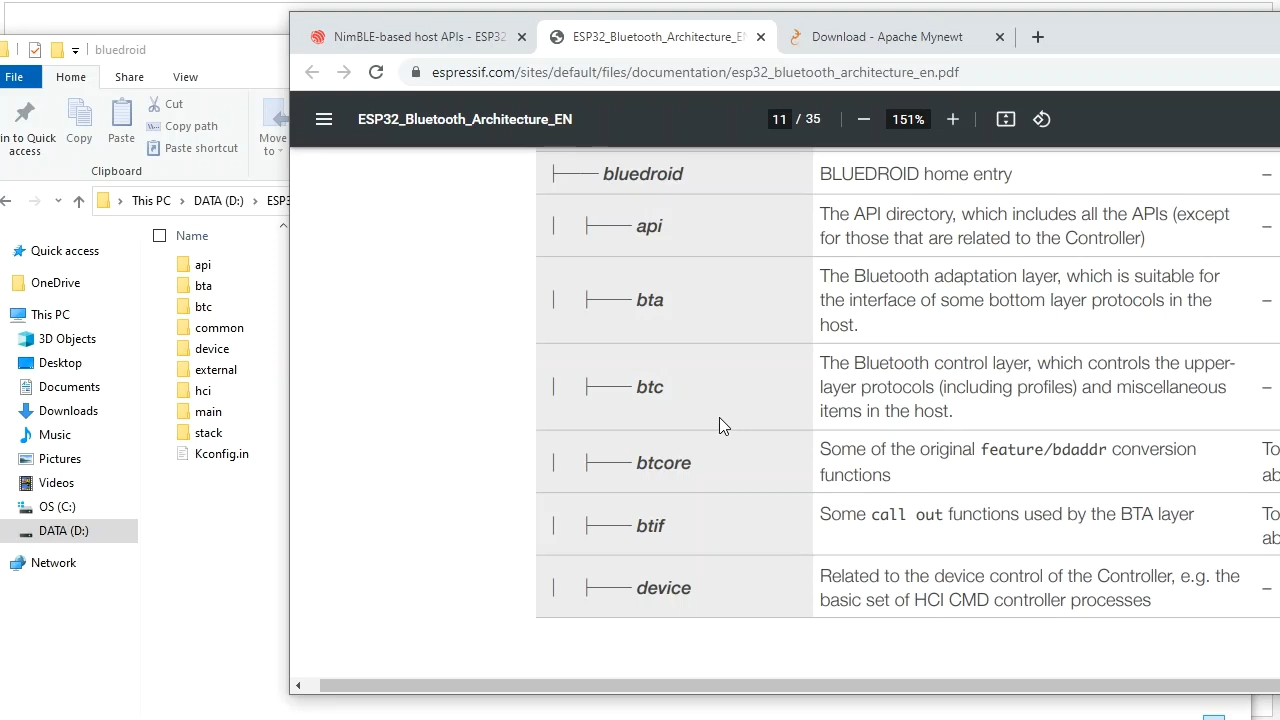 bluedroid
File
Home
Share
View
in to Quick
access
Copy
Paste
Cut
Copy path
Paste shortcut
Move
to
Clipboard
This PC
DATA (D:)
ESP3
Quick access
OneDrive
This PC
3D Objects
Desktop
Documents
Downloads
Music
Pictures
Videos
OS (C:)
DATA (D:)
Network
Name
api
bta
btc
common
device
external
hci
main
stack
Kconfig.in
NimBLE-based host APIs - ESP32
ESP32_Bluetooth_Architecture_EN
Download - Apache Mynewt
espressif.com/sites/default/files/documentation/esp32_bluetooth_architecture_en.pdf
ESP32_Bluetooth_Architecture_EN
11 / 35
151%
bluedroid
BLUEDROID home entry
–
api
The API directory, which includes all the APIs (except
for those that are related to the Controller)
–
bta
The Bluetooth adaptation layer, which is suitable for
the interface of some bottom layer protocols in the
host.
–
btc
The Bluetooth control layer, which controls the upper-
layer protocols (including profiles) and miscellaneous
items in the host.
–
btcore
Some of the original feature/bdaddr conversion
functions
To
ab
btif
Some call out functions used by the BTA layer
To
ab
device
Related to the device control of the Controller, e.g. the
basic set of HCI CMD controller processes
–